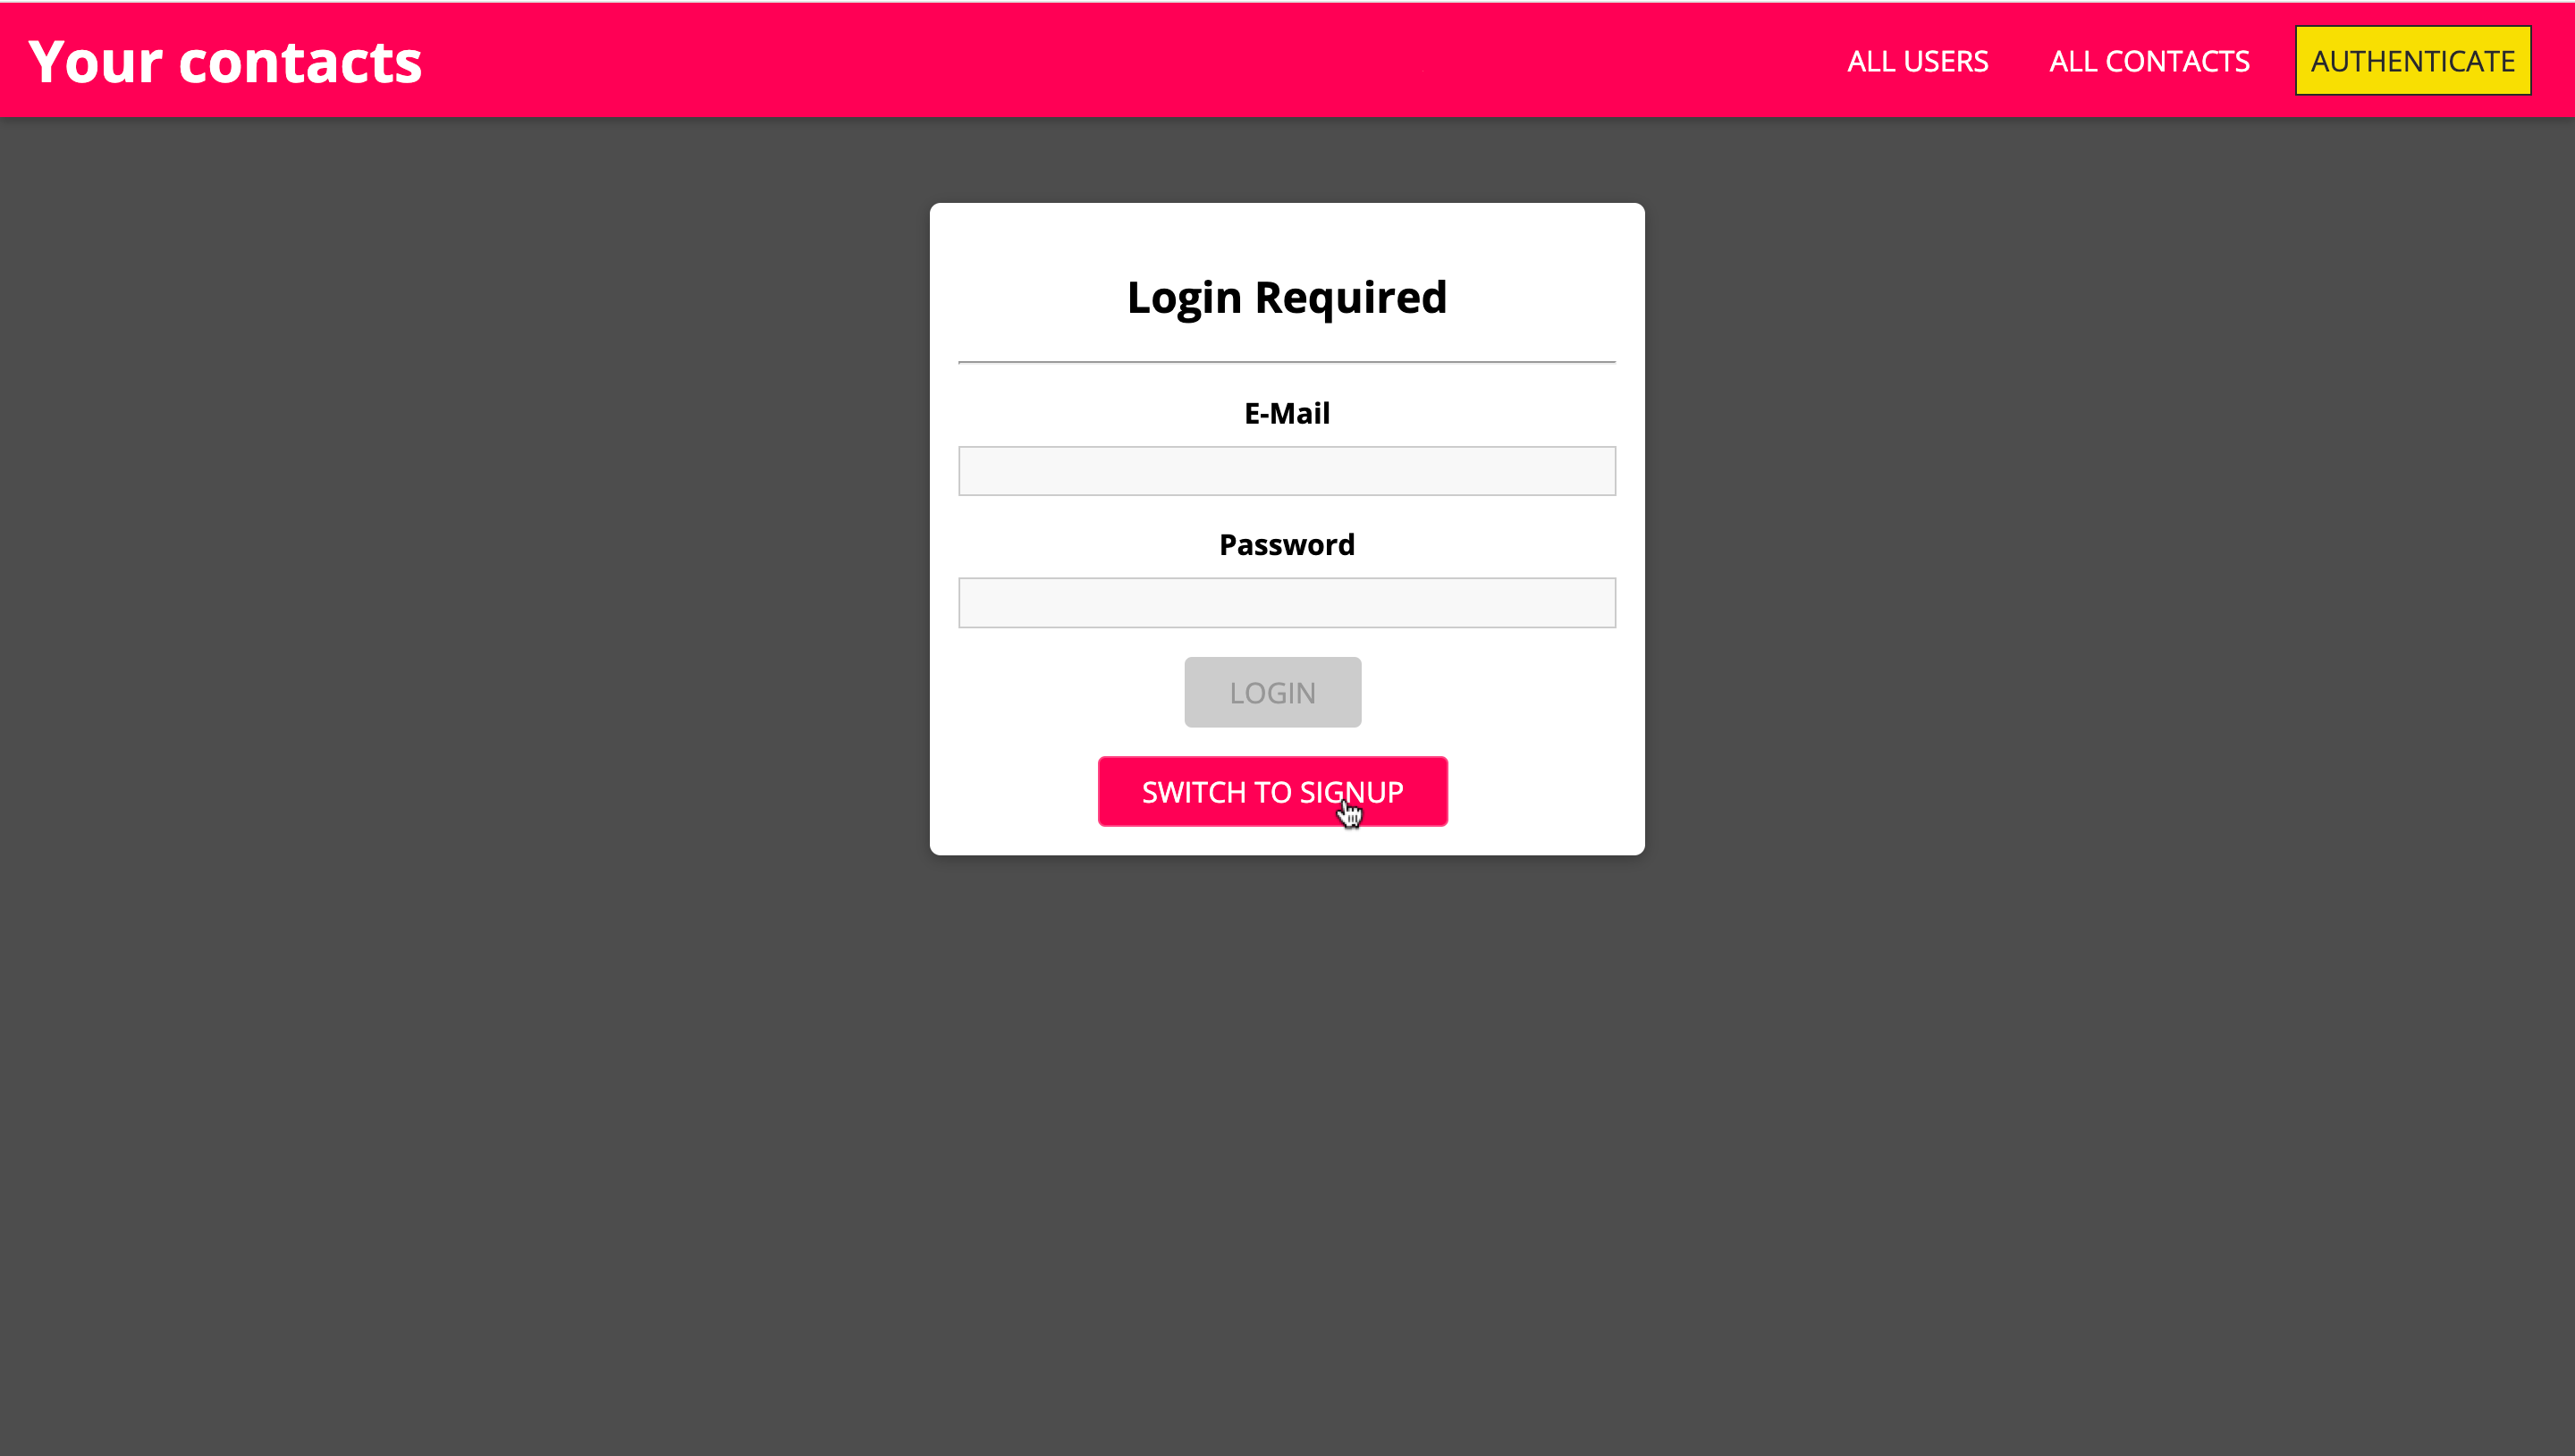 Your contacts
ALL USERS
ALL CONTACTS
AUTHENTICATE
Login Required
E-Mail
Password
LOGIN
SWITCH TO SIGNUP